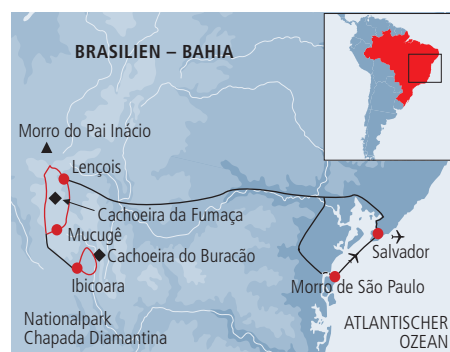 BRASILIEN – BAHIA
Morro do Pai Inácio
Lençois
Cachoeira da Fumaça
Mucugê
Cachoeira do Buracão
Ibicoara
Salvador
Morro de São Paulo
Nationalpark
Chapada Diamantina
ATLANTISCHER
OZEAN